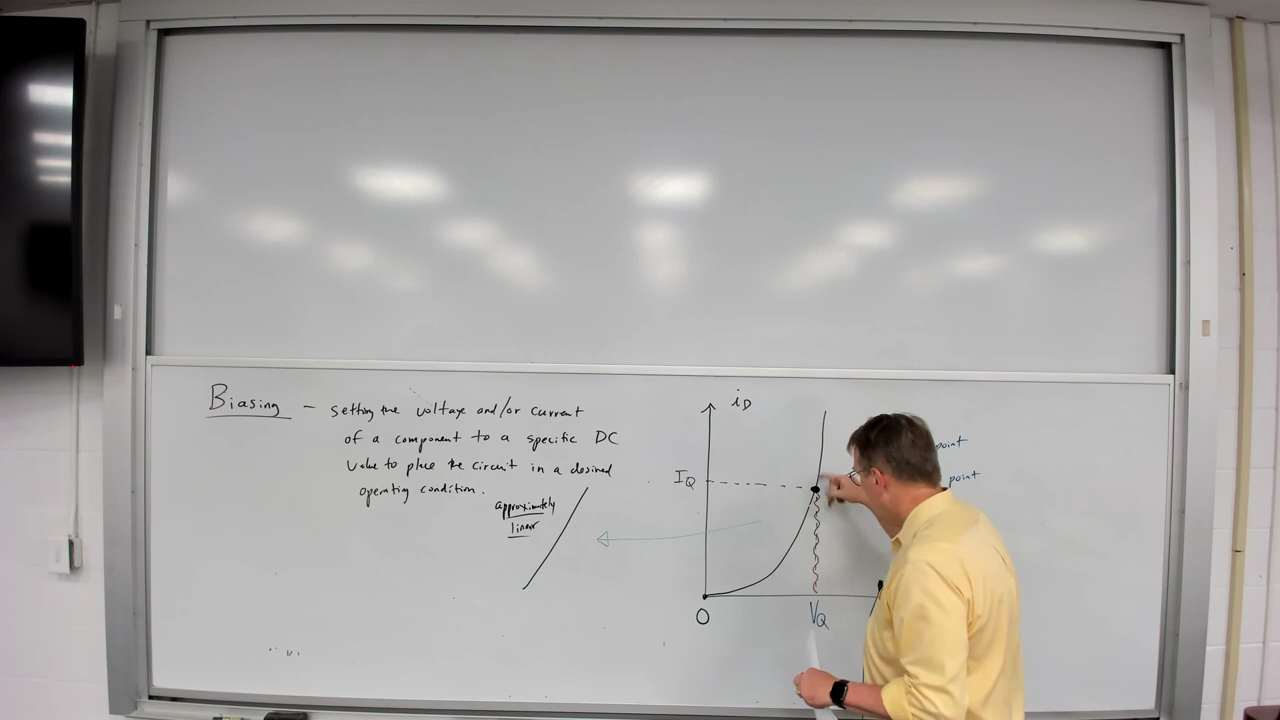 Biasing - setting the voltage and/or current
of a component to a specific DC
value to place the circuit in a desired
operating condition.
approximately
linear
iD
IQ
O
VQ
point
point